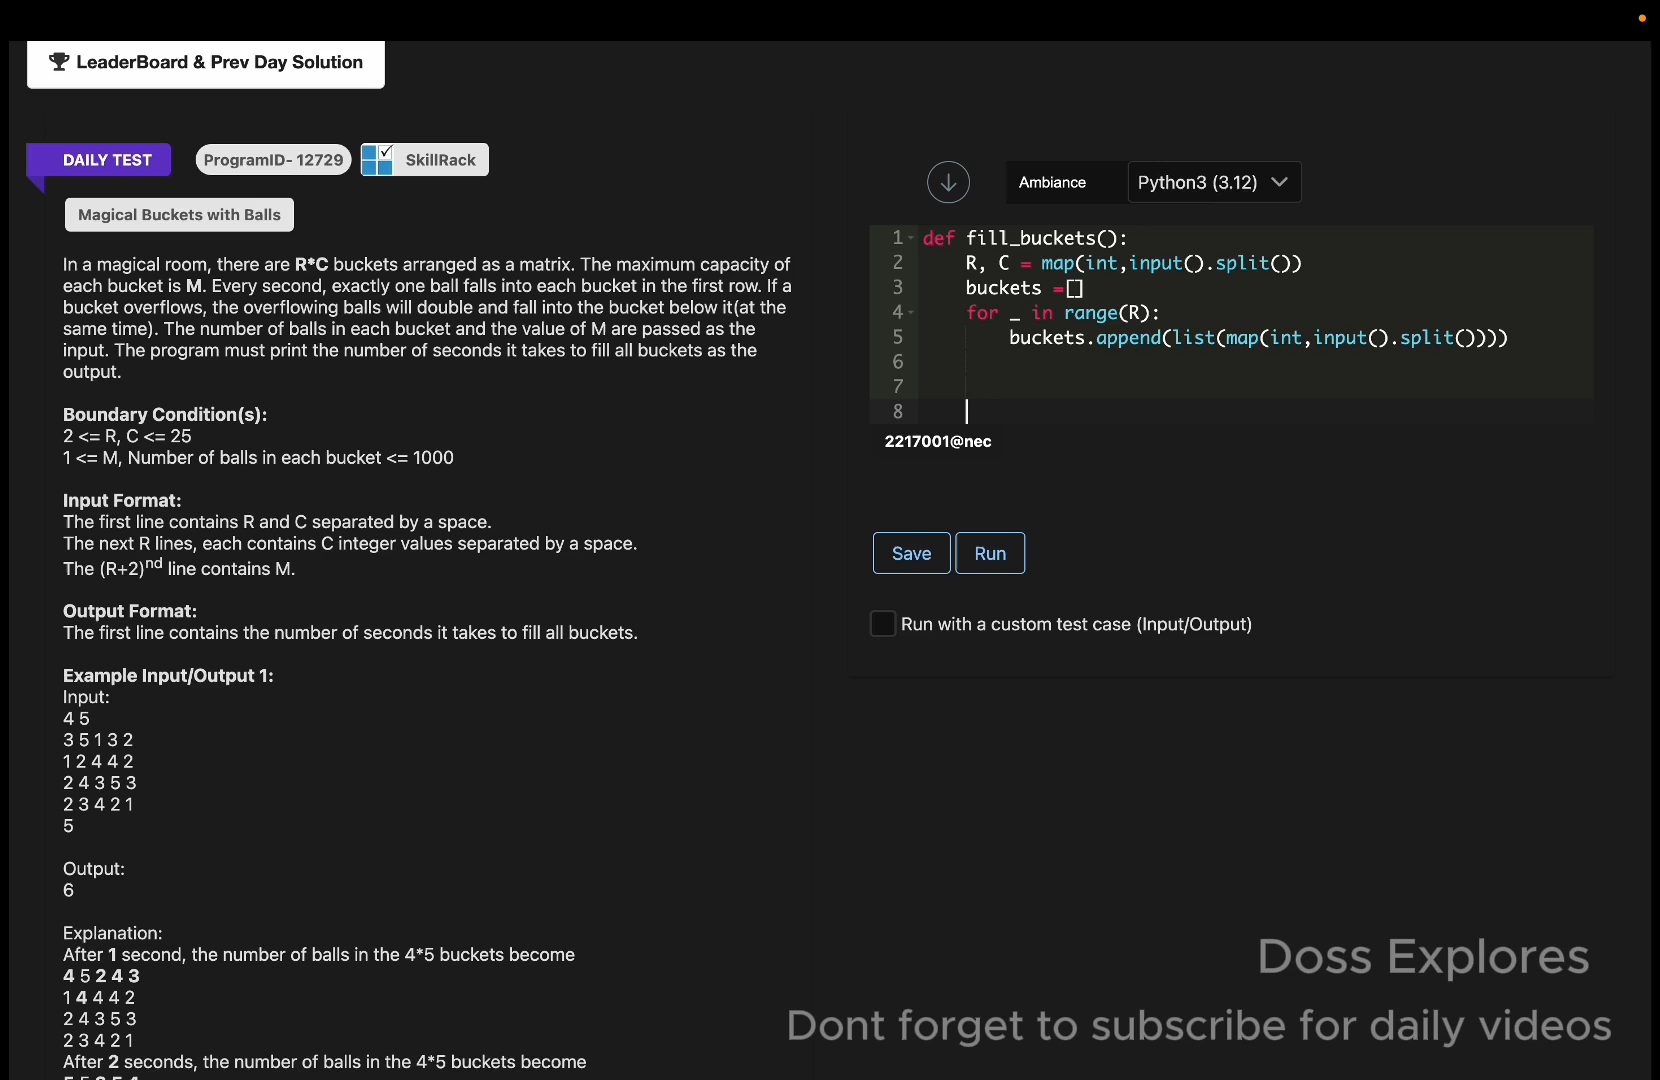 LeaderBoard & Prev Day Solution
DAILY TEST
ProgramID- 12729
SkillRack
Magical Buckets with Balls
In a magical room, there are R*C buckets arranged as a matrix. The maximum capacity of
each bucket is M. Every second, exactly one ball falls into each bucket in the first row. If a
bucket overflows, the overflowing balls will double and fall into the bucket below it(at the
same time). The number of balls in each bucket and the value of M are passed as the
input. The program must print the number of seconds it takes to fill all buckets as the
output.
Boundary Condition(s):
2 <= R, C <= 25
1 <= M, Number of balls in each bucket <= 1000
Input Format:
The first line contains R and C separated by a space.
The next R lines, each contains C integer values separated by a space.
The (R+2)nd line contains M.
Output Format:
The first line contains the number of seconds it takes to fill all buckets.
Example Input/Output 1:
Input:
4 5
3 5 1 3 2
1 2 4 4 2
2 4 3 5 3
2 3 4 2 1
5
Output:
6
Explanation:
After 1 second, the number of balls in the 4*5 buckets become
4 5 2 4 3
1 4 4 4 2
2 4 3 5 3
2 3 4 2 1
After 2 seconds, the number of balls in the 4*5 buckets become
Ambiance
Python3 (3.12)
1 def fill_buckets():
2 R, C = map(int,input().split())
3 buckets =[]
4 for _ in range(R):
5 buckets.append(list(map(int,input().split())))
6
7
8
2217001@nec
Save
Run
Run with a custom test case (Input/Output)
Doss Explores
Dont forget to subscribe for daily videos